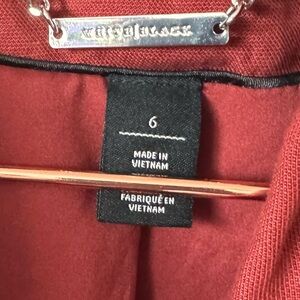 WHITE|BLACK
6
MADE IN
VIETNAM
FABRIQUÉ EN
VIETNAM